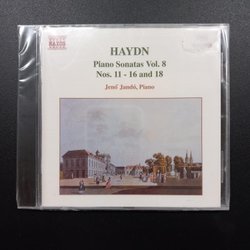 NAXOS
HAYDN
Piano Sonatas Vol. 8
Nos. 11 - 16 and 18
Jenő Jandó, Piano